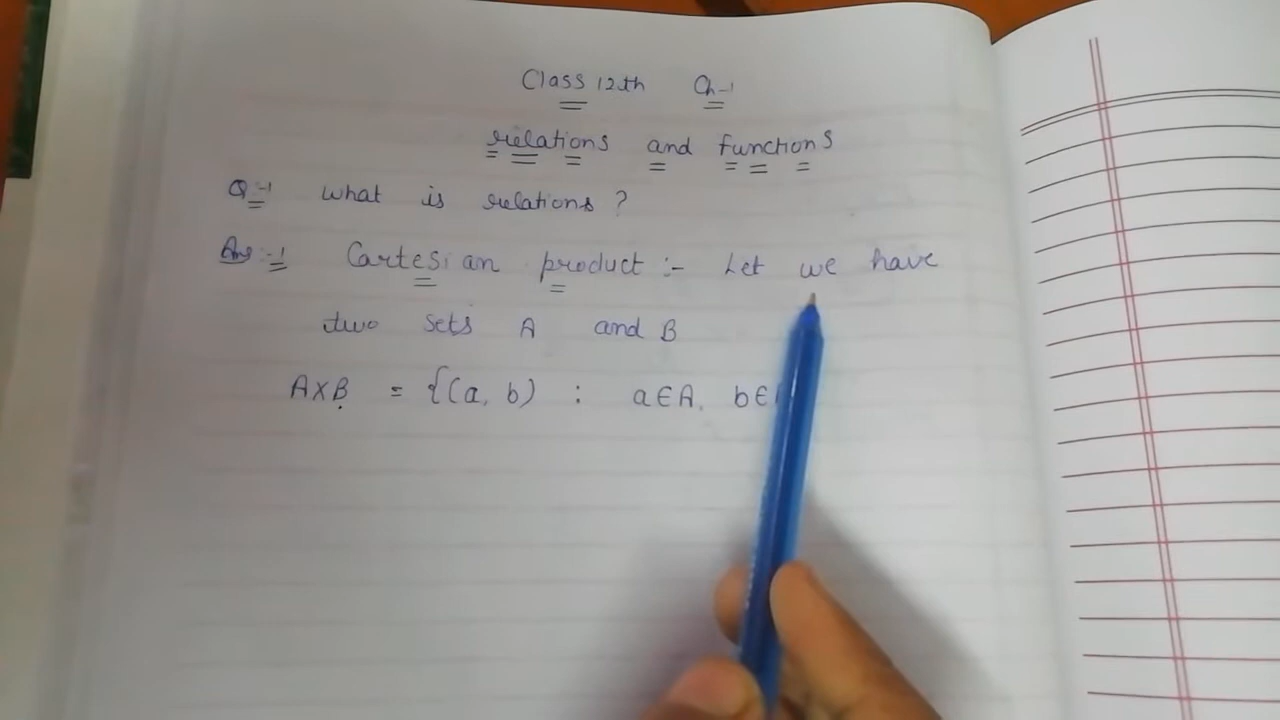 Class 12th Ch-1
relations and functions
Q:-1 what is relations ?
Ans:-1 Cartesian product :- Let we have
two sets A and B
AXB = {(a, b) : a∈A, b∈